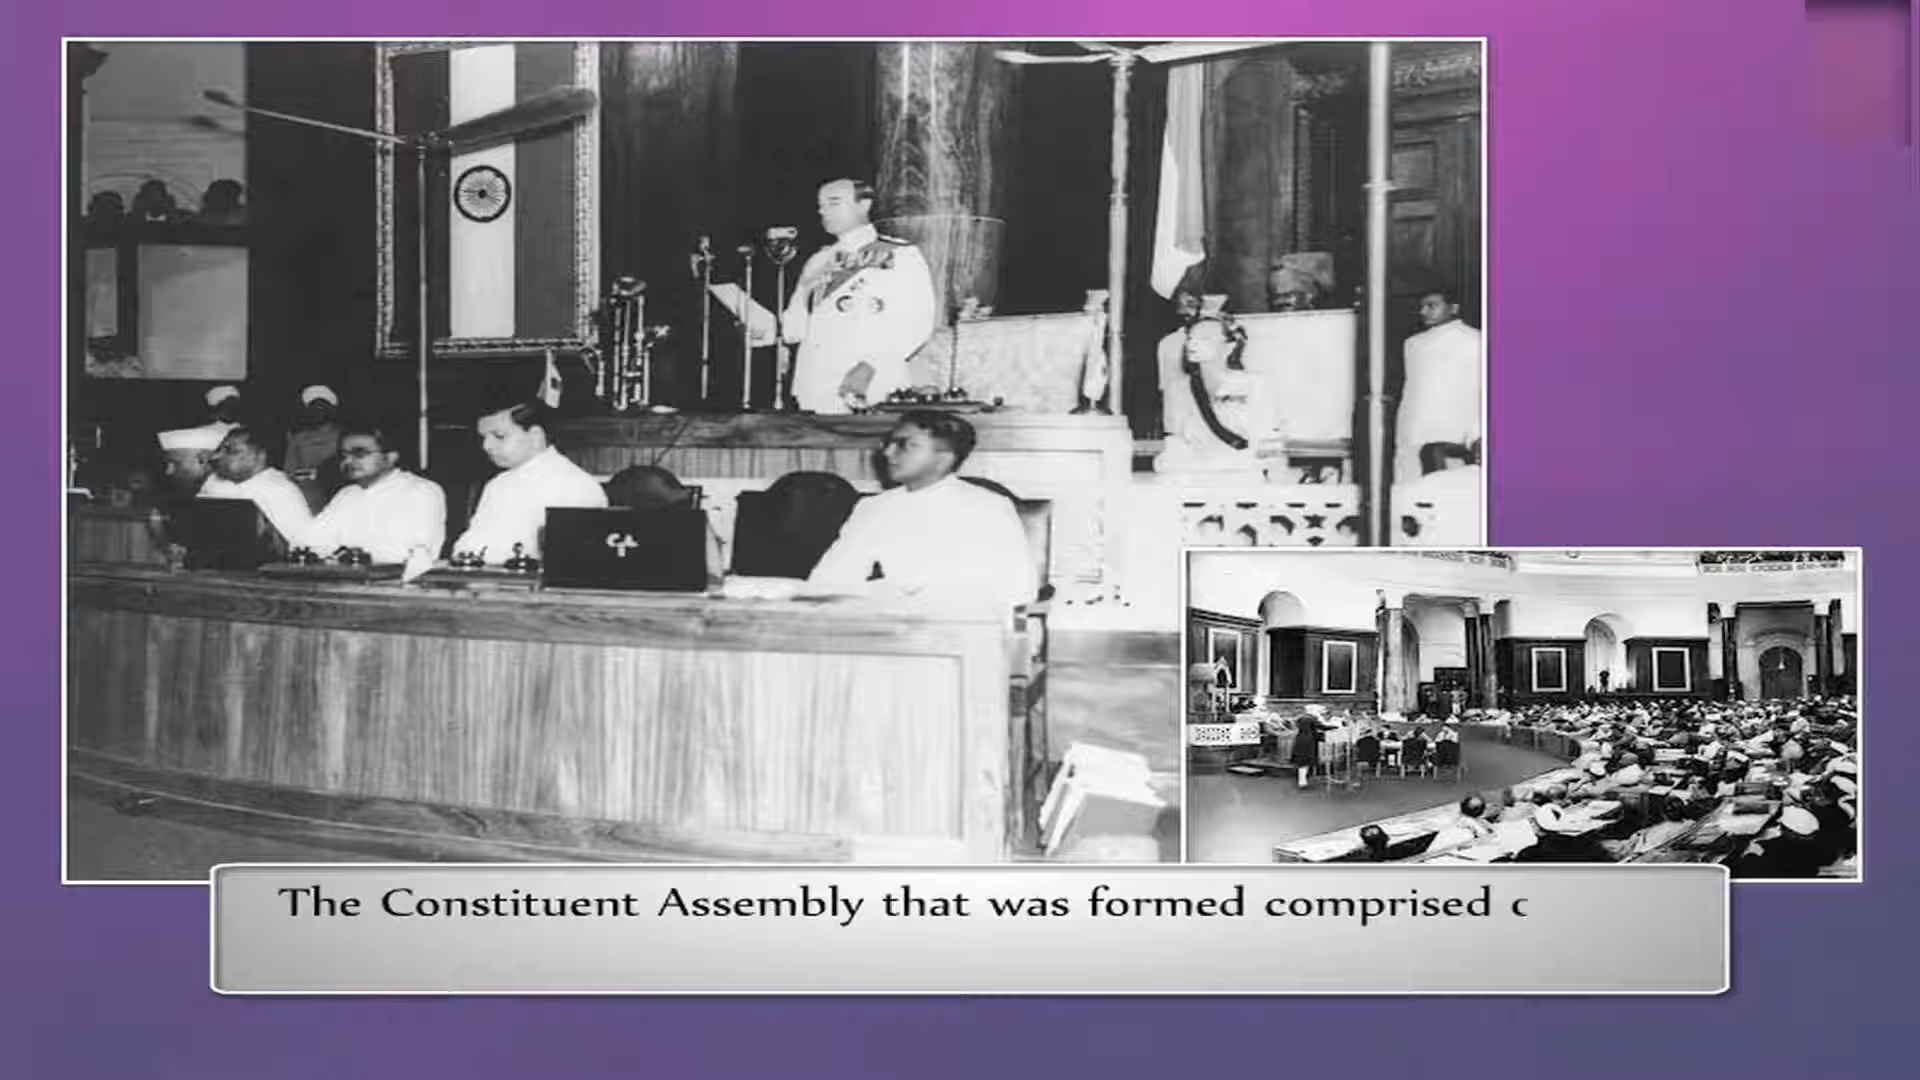 The Constituent Assembly that was formed comprised